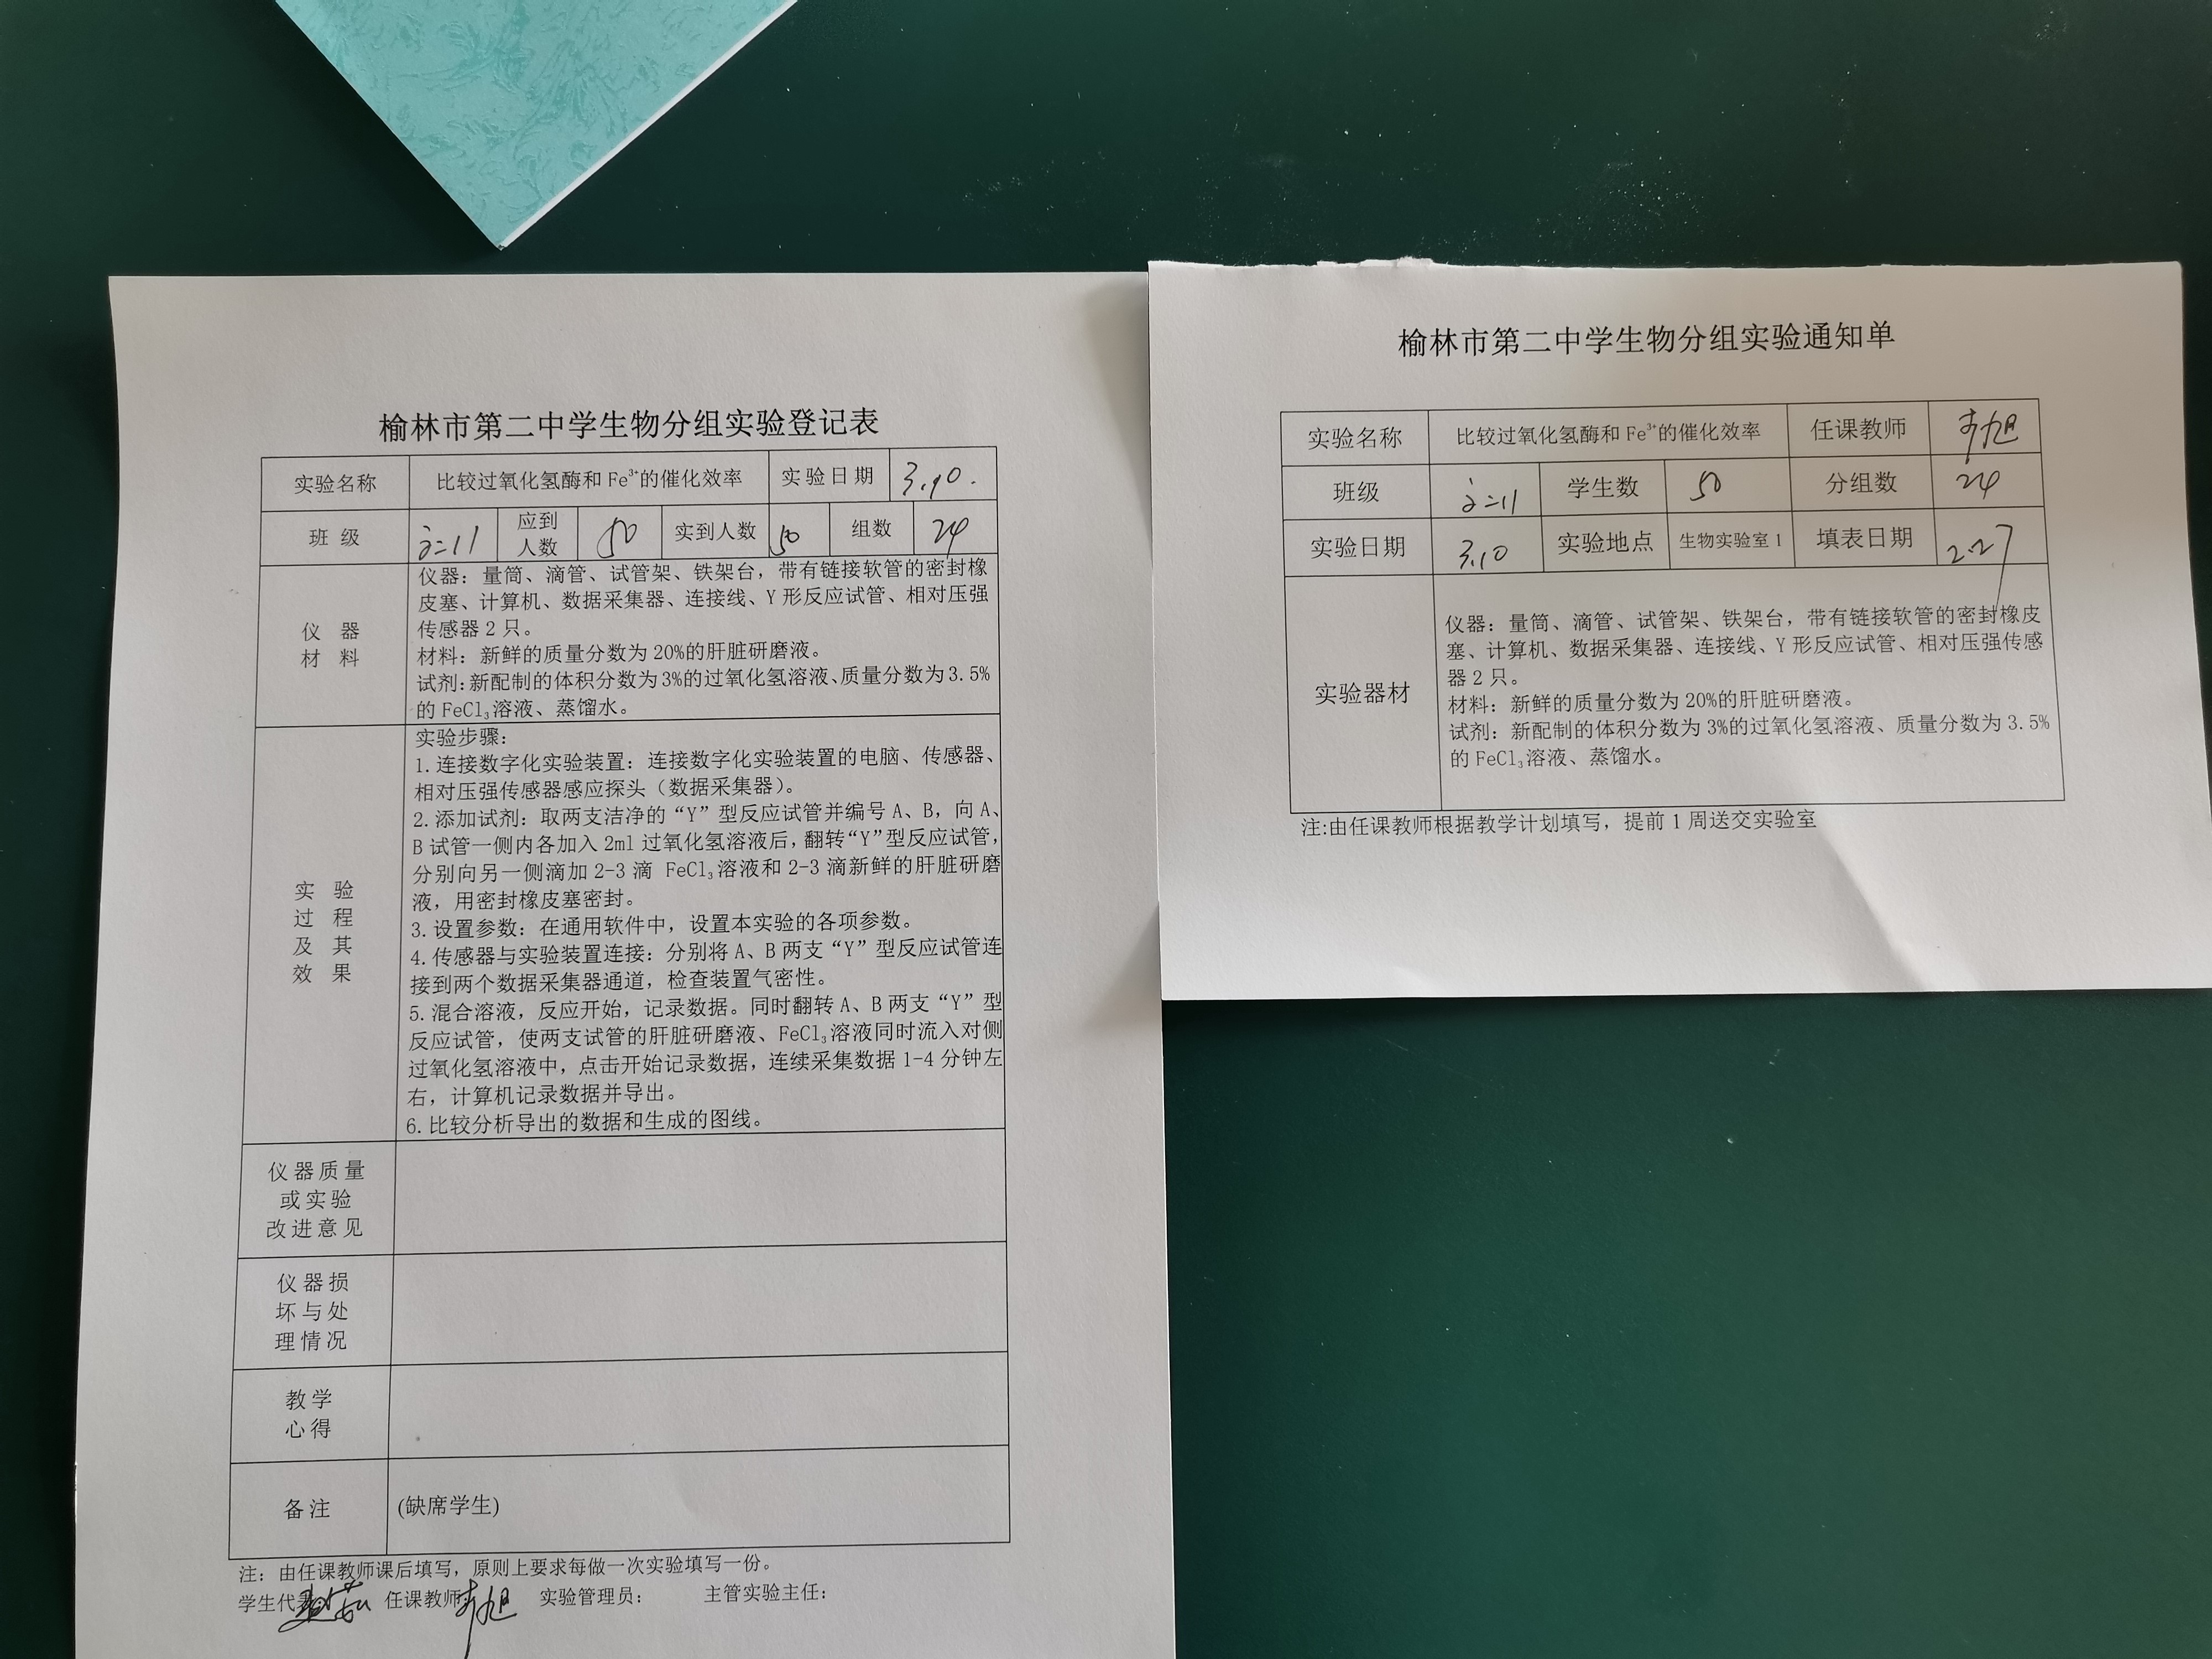 榆林市第二中学生物分组实验登记表
实验名称 比较过氧化氢酶和Fe³⁺的催化效率 实验日期 3.10.
班级 应到人数 50 实到人数 50 组数 24
仪器材料
仪器：量筒、滴管、试管架、铁架台，带有链接软管的密封橡
皮塞、计算机、数据采集器、连接线、Y形反应试管、相对压强
传感器2只。
材料：新鲜的质量分数为20%的肝脏研磨液。
试剂：新配制的体积分数为3%的过氧化氢溶液、质量分数为3.5%
的FeCl₃溶液、蒸馏水。
实验过程及其效果
实验步骤：
1.连接数字化实验装置：连接数字化实验装置的电脑、传感器、
相对压强传感器感应探头（数据采集器）。
2.添加试剂：取两支洁净的“Y”型反应试管并编号A、B，向A、
B试管一侧内各加入2ml过氧化氢溶液后，翻转“Y”型反应试管，
分别向另一侧滴加2-3滴 FeCl₃溶液和2-3滴新鲜的肝脏研磨
液，用密封橡皮塞密封。
3.设置参数：在通用软件中，设置本实验的各项参数。
4.传感器与实验装置连接：分别将A、B两支“Y”型反应试管连
接到两个数据采集器通道，检查装置气密性。
5.混合溶液，反应开始，记录数据。同时翻转A、B两支“Y”型
反应试管，使两支试管的肝脏研磨液、FeCl₃溶液同时流入对侧
过氧化氢溶液中，点击开始记录数据，连续采集数据1-4分钟左
右，计算机记录数据并导出。
6.比较分析导出的数据和生成的图线。
仪器质量
或实验
改进意见
仪器损
坏与处
理情况
教学
心得
备注 (缺席学生)
注：由任课教师课后填写，原则上要求每做一次实验填写一份。
学生代表 任课教师: 实验管理员： 主管实验主任：
榆林市第二中学生物分组实验通知单
实验名称 比较过氧化氢酶和Fe³⁺的催化效率 任课教师
班级 学生数 50 分组数 24
实验日期 3.10 实验地点 生物实验室1 填表日期 2.27
实验器材
仪器：量筒、滴管、试管架、铁架台，带有链接软管的密封橡皮
塞、计算机、数据采集器、连接线、Y形反应试管、相对压强传感
器2只。
材料：新鲜的质量分数为20%的肝脏研磨液。
试剂：新配制的体积分数为3%的过氧化氢溶液、质量分数为3.5%
的FeCl₃溶液、蒸馏水。
注:由任课教师根据教学计划填写，提前1周送交实验室